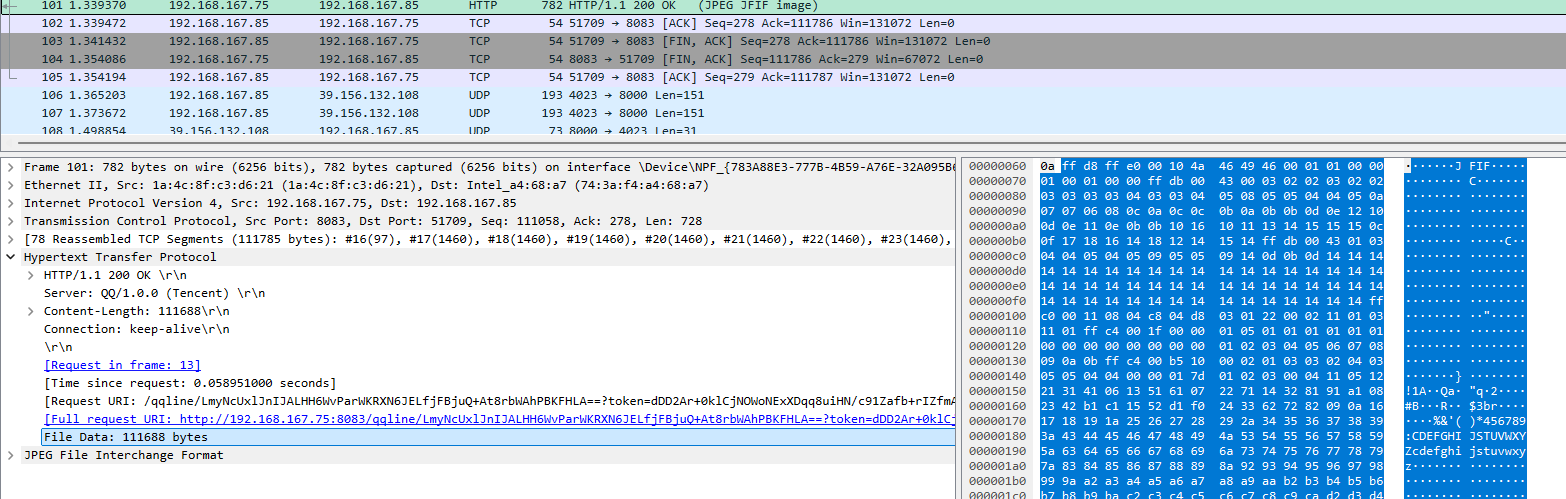 101 1.339370 192.168.167.75 192.168.167.85 HTTP 782 HTTP/1.1 200 OK (JPEG JFIF image)
102 1.339472 192.168.167.85 192.168.167.75 TCP 54 51709 → 8083 [ACK] Seq=278 Ack=111786 Win=131072 Len=0
103 1.341432 192.168.167.85 192.168.167.75 TCP 54 51709 → 8083 [FIN, ACK] Seq=278 Ack=111786 Win=131072 Len=0
104 1.354086 192.168.167.75 192.168.167.85 TCP 54 8083 → 51709 [FIN, ACK] Seq=111786 Ack=279 Win=67072 Len=0
105 1.354194 192.168.167.85 192.168.167.75 TCP 54 51709 → 8083 [ACK] Seq=279 Ack=111787 Win=131072 Len=0
106 1.365203 192.168.167.85 39.156.132.108 UDP 193 4023 → 8000 Len=151
107 1.373672 192.168.167.85 39.156.132.108 UDP 193 4023 → 8000 Len=151
108 1.498854 39.156.132.108 192.168.167.85 UDP 73 8000 → 4023 Len=31
Frame 101: 782 bytes on wire (6256 bits), 782 bytes captured (6256 bits) on interface \Device\NPF_{783A88E3-777B-4B59-A76E-32A095B6
Ethernet II, Src: 1a:4c:8f:c3:d6:21 (1a:4c:8f:c3:d6:21), Dst: Intel_a4:68:a7 (74:3a:f4:a4:68:a7)
Internet Protocol Version 4, Src: 192.168.167.75, Dst: 192.168.167.85
Transmission Control Protocol, Src Port: 8083, Dst Port: 51709, Seq: 111058, Ack: 278, Len: 728
[78 Reassembled TCP Segments (111785 bytes): #16(97), #17(1460), #18(1460), #19(1460), #20(1460), #21(1460), #22(1460), #23(1460),
Hypertext Transfer Protocol
HTTP/1.1 200 OK \r\n
Server: QQ/1.0.0 (Tencent) \r\n
Content-Length: 111688\r\n
Connection: keep-alive\r\n
\r\n
[Request in frame: 13]
[Time since request: 0.058951000 seconds]
[Request URI: /qqline/LmyNcUxlJnIJALHH6WvParWKRXN6JELfjFBjuQ+At8rbWAhPBKFHLA==?token=dDD2Ar+0klCjNOWoNExXDqq8uiHN/c91Zafb+rIZfmA
[Full request URI: http://192.168.167.75:8083/qqline/LmyNcUxlJnIJALHH6WvParWKRXN6JELfjFBjuQ+At8rbWAhPBKFHLA==?token=dDD2Ar+0klCj
File Data: 111688 bytes
JPEG File Interchange Format
00000060 0a ff d8 ff e0 00 10 4a 46 49 46 00 01 01 00 00 ·······J FIF·····
00000070 01 00 01 00 00 ff db 00 43 00 03 02 02 03 02 02 ········ C·······
00000080 03 03 03 03 04 03 03 04 05 08 05 05 04 04 05 0a ········ ········
00000090 07 07 06 08 0c 0a 0c 0c 0b 0a 0b 0b 0d 0e 12 10 ········ ········
000000a0 0d 0e 11 0e 0b 0b 10 16 10 11 13 14 15 15 15 0c ········ ········
000000b0 0f 17 18 16 14 18 12 14 15 14 ff db 00 43 01 03 ········ ·····C··
000000c0 04 04 05 04 05 09 05 05 09 14 0d 0b 0d 14 14 14 ········ ········
000000d0 14 14 14 14 14 14 14 14 14 14 14 14 14 14 14 14 ········ ········
000000e0 14 14 14 14 14 14 14 14 14 14 14 14 14 14 14 14 ········ ········
000000f0 14 14 14 14 14 14 14 14 14 14 14 14 14 14 14 ff ········ ········
00000100 c0 00 11 08 04 c8 04 d8 03 01 22 00 02 11 01 03 ········ ··"·····
00000110 11 01 ff c4 00 1f 00 00 01 05 01 01 01 01 01 01 ········ ········
00000120 00 00 00 00 00 00 00 00 01 02 03 04 05 06 07 08 ········ ········
00000130 09 0a 0b ff c4 00 b5 10 00 02 01 03 03 02 04 03 ········ ········
00000140 05 05 04 04 00 00 01 7d 01 02 03 00 04 11 05 12 ·······} ········
00000150 21 31 41 06 13 51 61 07 22 71 14 32 81 91 a1 08 !1A··Qa· "q·2····
00000160 23 42 b1 c1 15 52 d1 f0 24 33 62 72 82 09 0a 16 #B···R·· $3br····
00000170 17 18 19 1a 25 26 27 28 29 2a 34 35 36 37 38 39 ····%&'( )*456789
00000180 3a 43 44 45 46 47 48 49 4a 53 54 55 56 57 58 59 :CDEFGHI JSTUVWXY
00000190 5a 63 64 65 66 67 68 69 6a 73 74 75 76 77 78 79 Zcdefghi jstuvwxy
000001a0 7a 83 84 85 86 87 88 89 8a 92 93 94 95 96 97 98 z······· ········
000001b0 99 9a a2 a3 a4 a5 a6 a7 a8 a9 aa b2 b3 b4 b5 b6 ········ ········
000001c0 b7 b8 b9 ba c2 c3 c4 c5 c6 c7 c8 c9 ca d2 d3 d4 ········ ········